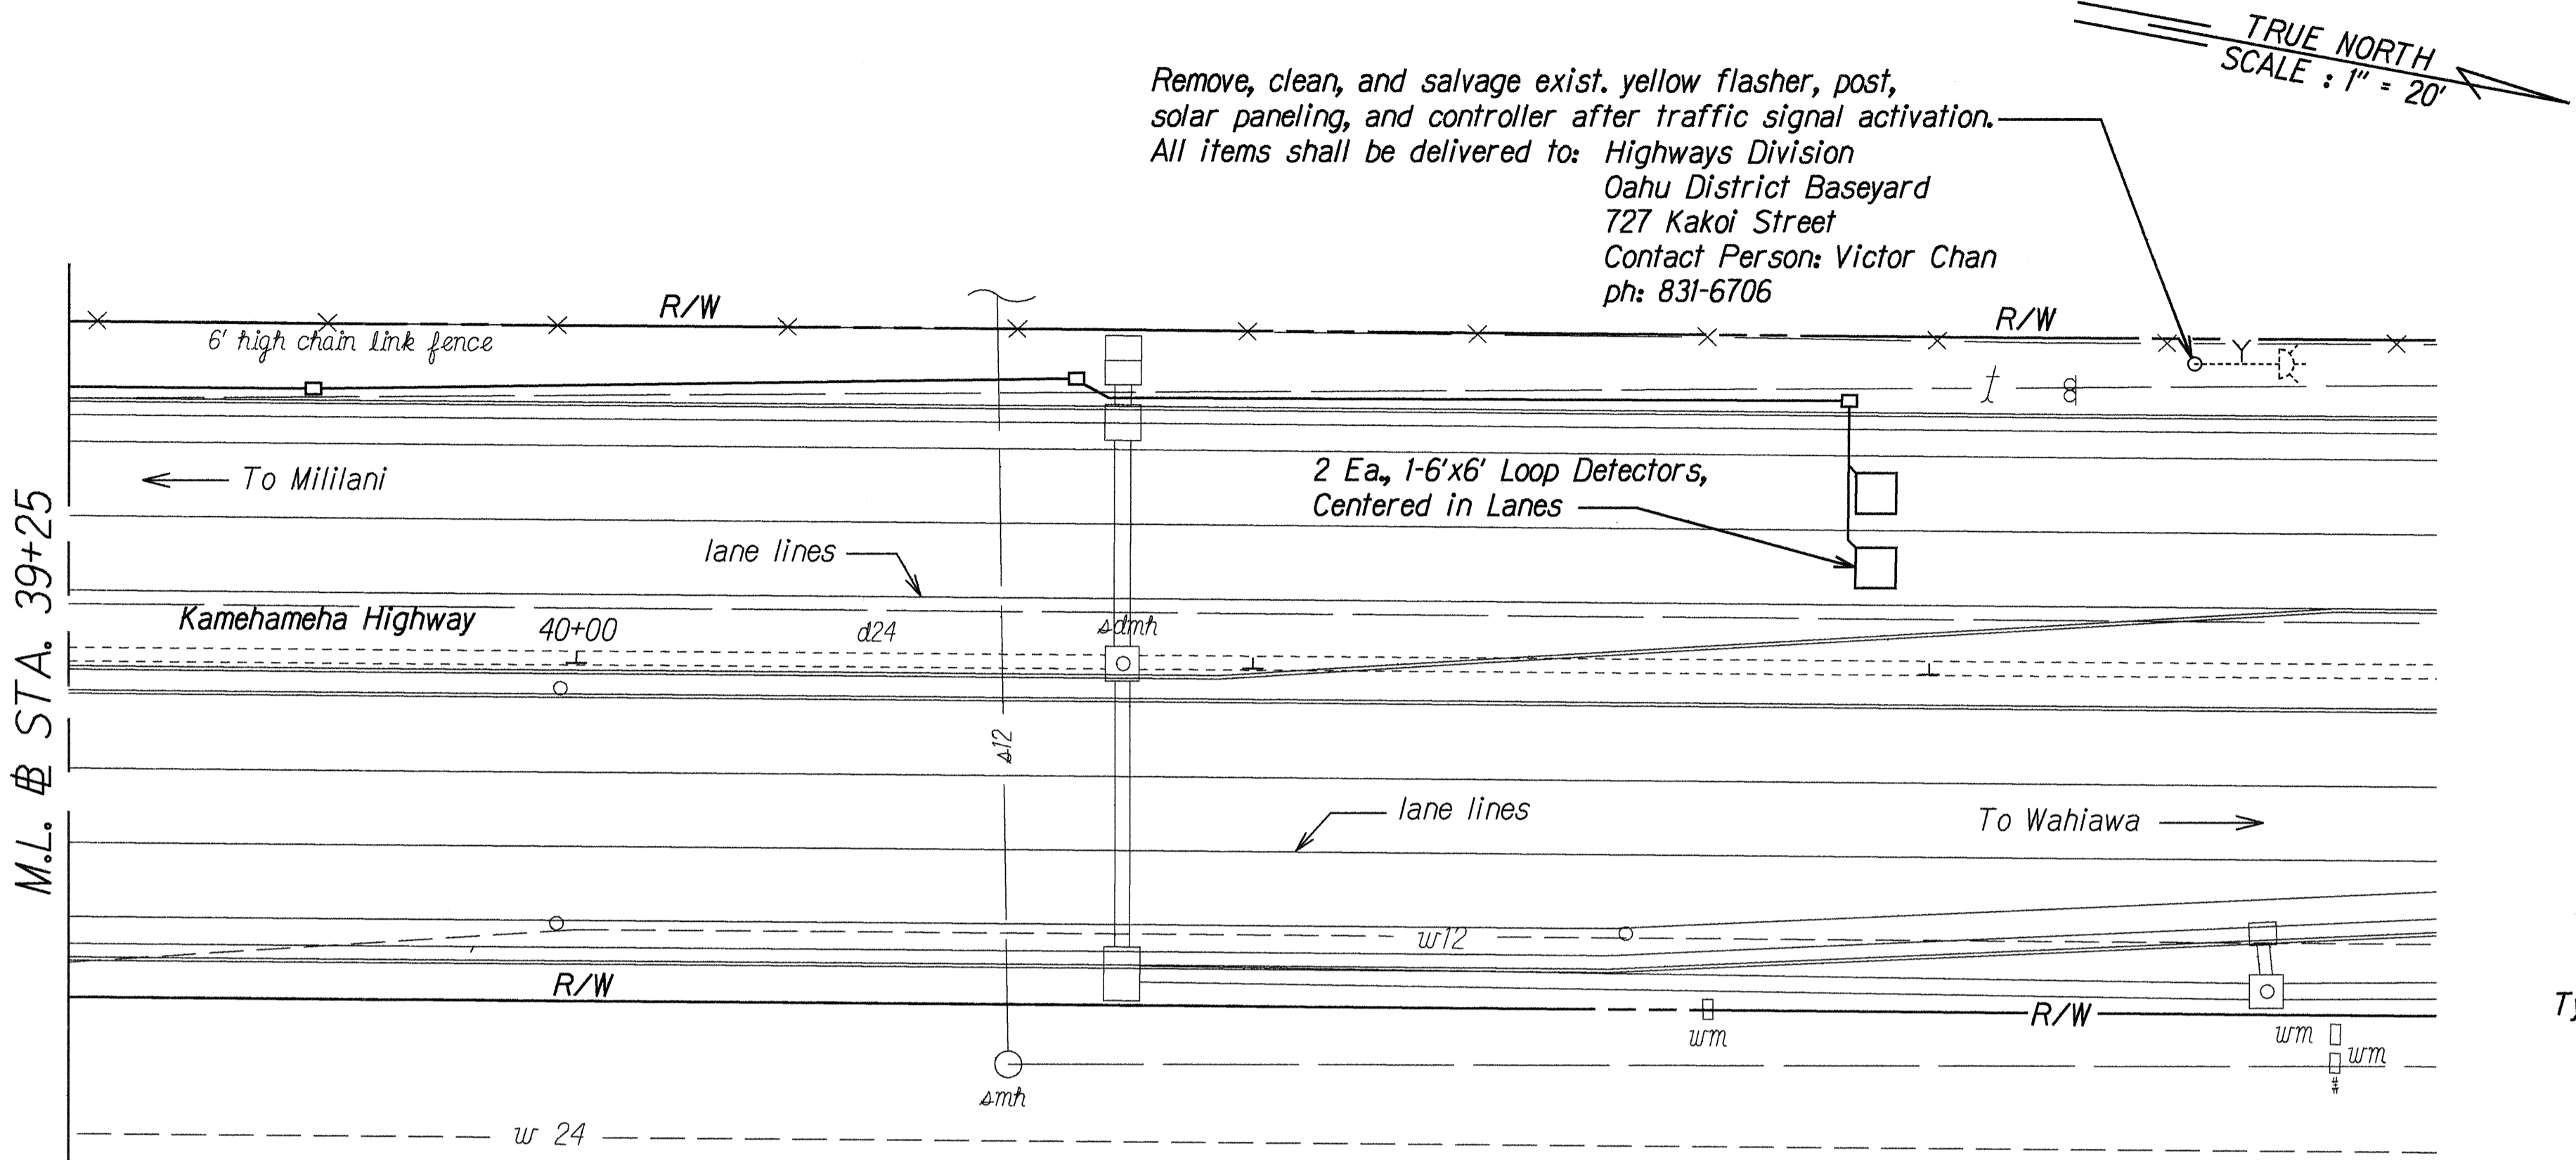 TRUE NORTH
SCALE : 1" = 20'
Remove, clean, and salvage exist. yellow flasher, post,
solar paneling, and controller after traffic signal activation.
All items shall be delivered to: Highways Division
Oahu District Baseyard
727 Kakoi Street
Contact Person: Victor Chan
ph: 831-6706
R/W
R/W
6' high chain link fence
Y
t
To Mililani
2 Ea., 1-6'x6' Loop Detectors,
Centered in Lanes
lane lines
M.L. STA. 39+25
Kamehameha Highway
40+00
d24
sdmh
s12
lane lines
To Wahiawa
w12
R/W
R/W
wm
wm
wm
#
smh
w 24